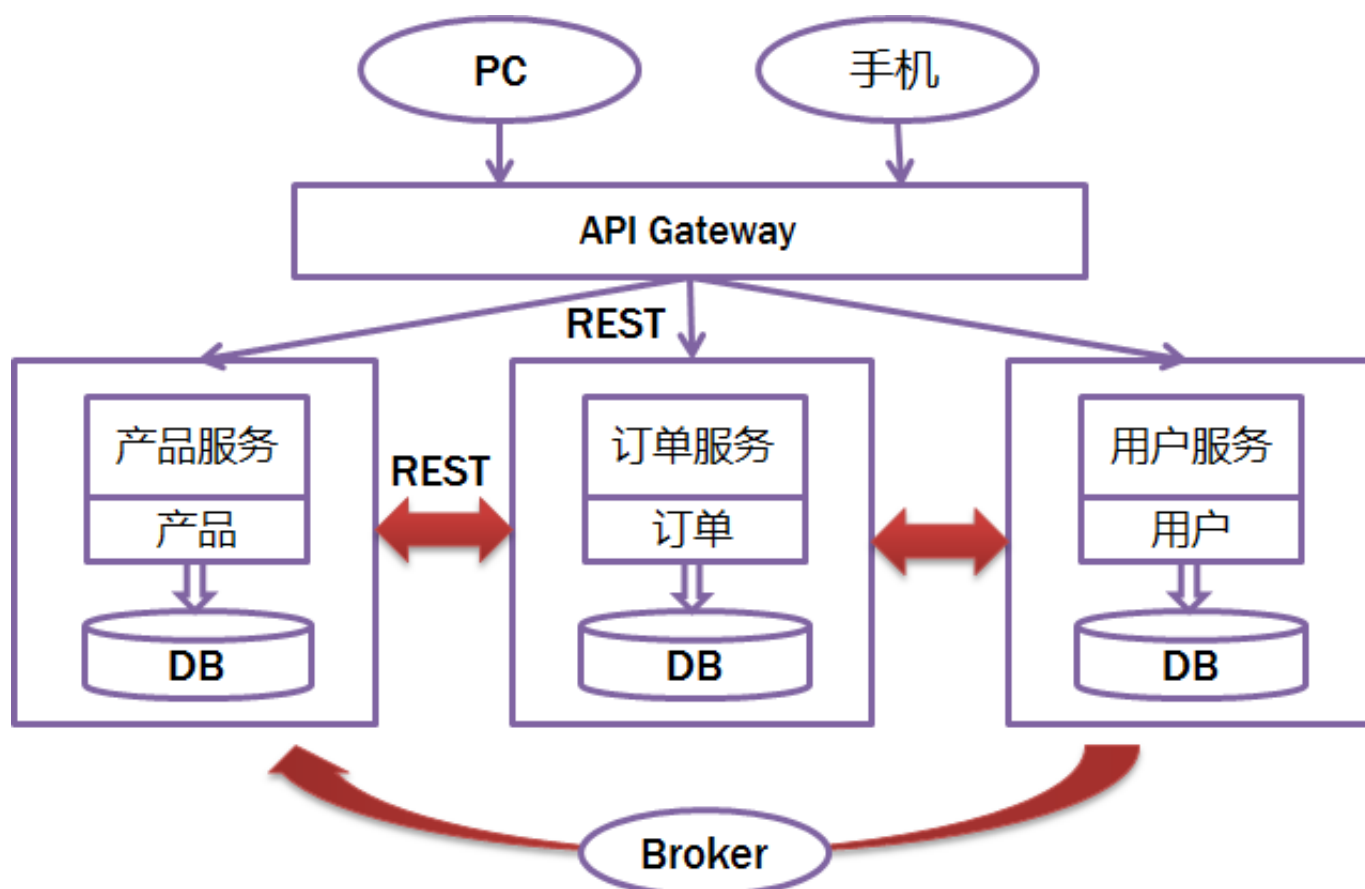 PC
手机
API Gateway
REST
产品服务
产品
DB
REST
订单服务
订单
DB
用户服务
用户
DB
Broker